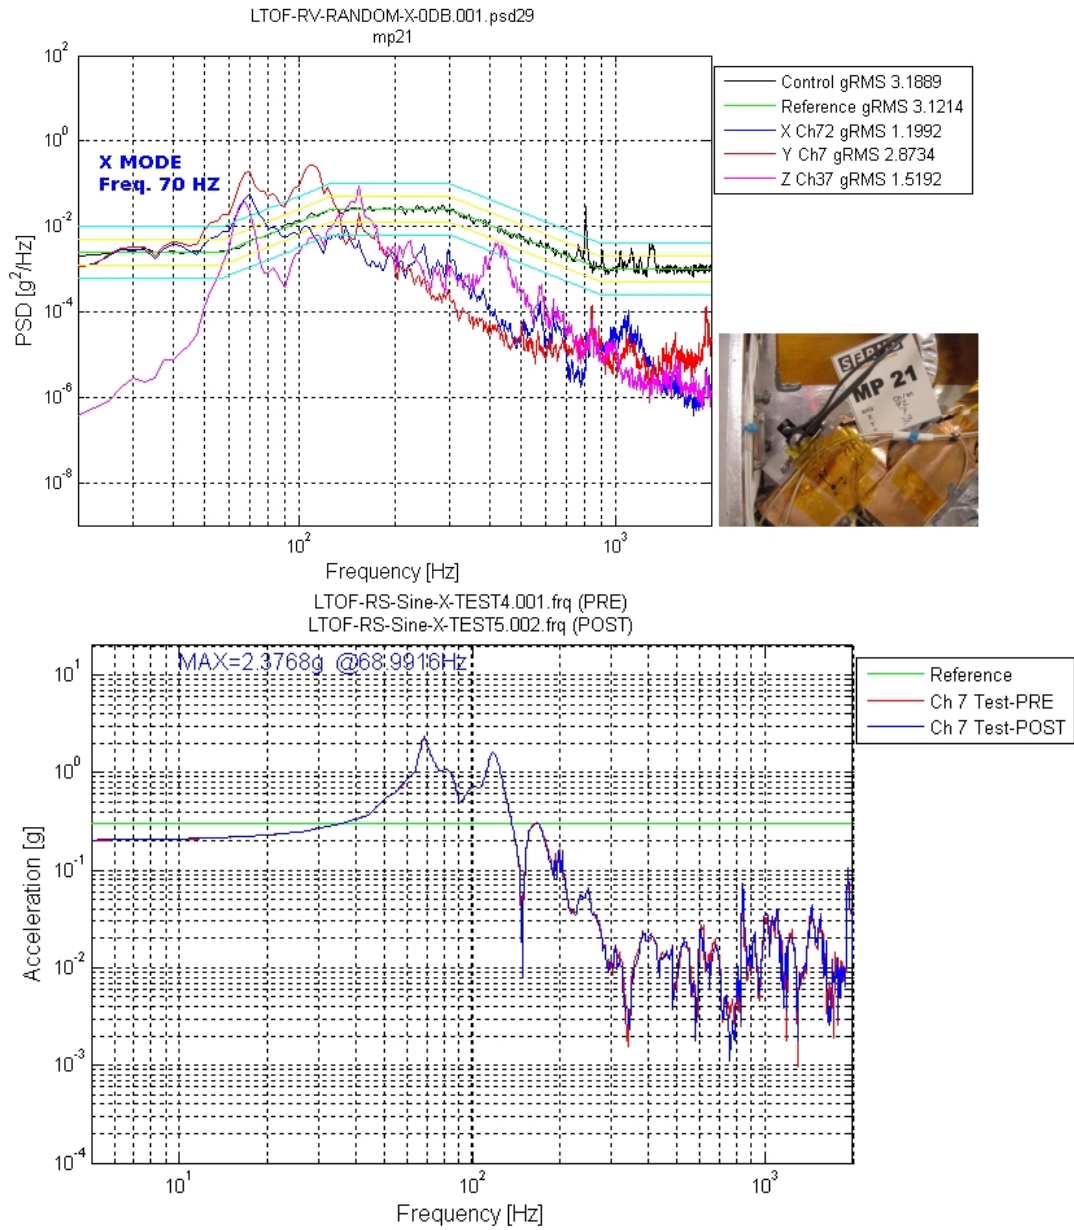 LTOF-RV-RANDOM-X-0DB.001.psd29
mp21
10^2
10^0
10^-2
10^-4
10^-6
10^-8
PSD [g^2/Hz]
X MODE
Freq. 70 HZ
Control gRMS 3.1889
Reference gRMS 3.1214
X Ch72 gRMS 1.1992
Y Ch7 gRMS 2.8734
Z Ch37 gRMS 1.5192
MP 21
10^2
10^3
Frequency [Hz]
LTOF-RS-Sine-X-TEST4.001.frq (PRE)
LTOF-RS-Sine-X-TEST5.002.frq (POST)
MAX=2.3768g @68.9916Hz
10^1
10^0
10^-1
10^-2
10^-3
10^-4
Acceleration [g]
Reference
Ch 7 Test-PRE
Ch 7 Test-POST
10^1
10^2
10^3
Frequency [Hz]